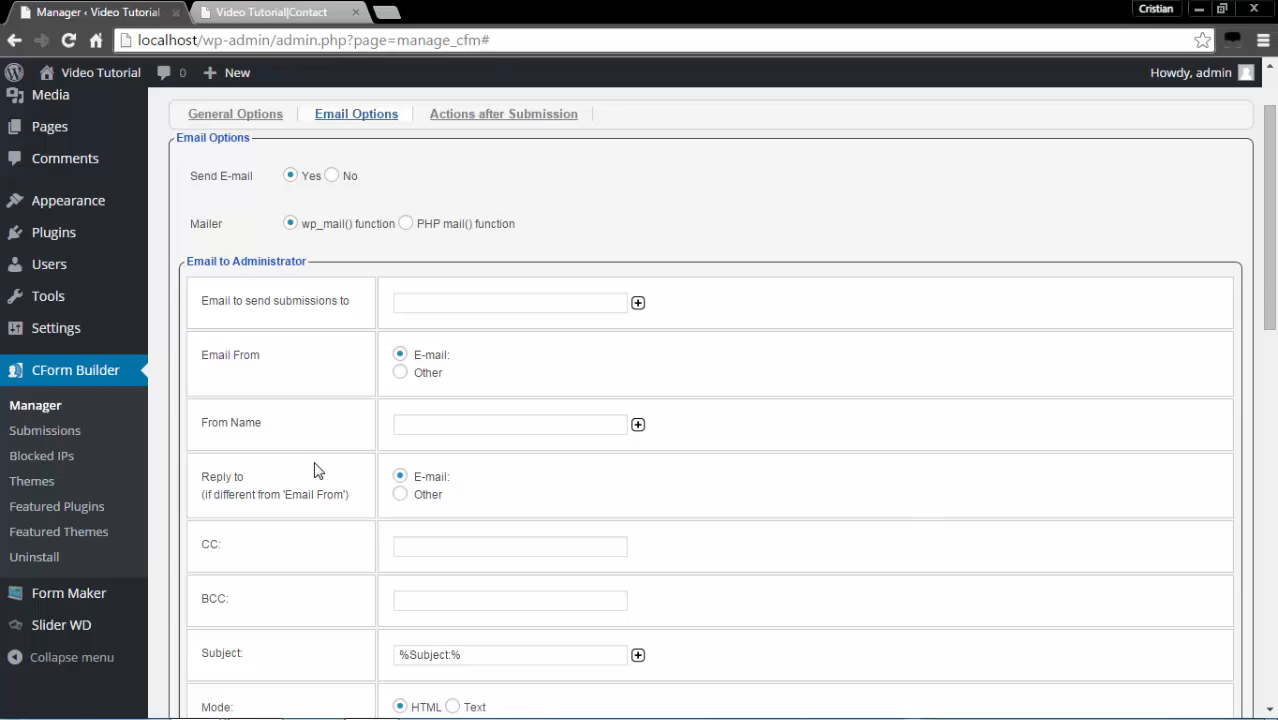 Manager ‹ Video Tutorial
Video Tutorial|Contact
Cristian
localhost/wp-admin/admin.php?page=manage_cfm#
Video Tutorial
0
New
Howdy, admin
Media
Pages
Comments
Appearance
Plugins
Users
Tools
Settings
CForm Builder
Manager
Submissions
Blocked IPs
Themes
Featured Plugins
Featured Themes
Uninstall
Form Maker
Slider WD
Collapse menu
General Options
Email Options
Actions after Submission
Email Options
Send E-mail
Yes
No
Mailer
wp_mail() function
PHP mail() function
Email to Administrator
Email to send submissions to
Email From
E-mail:
Other
From Name
Reply to
(if different from 'Email From')
E-mail:
Other
CC:
BCC:
Subject:
%Subject:%
Mode:
HTML
Text